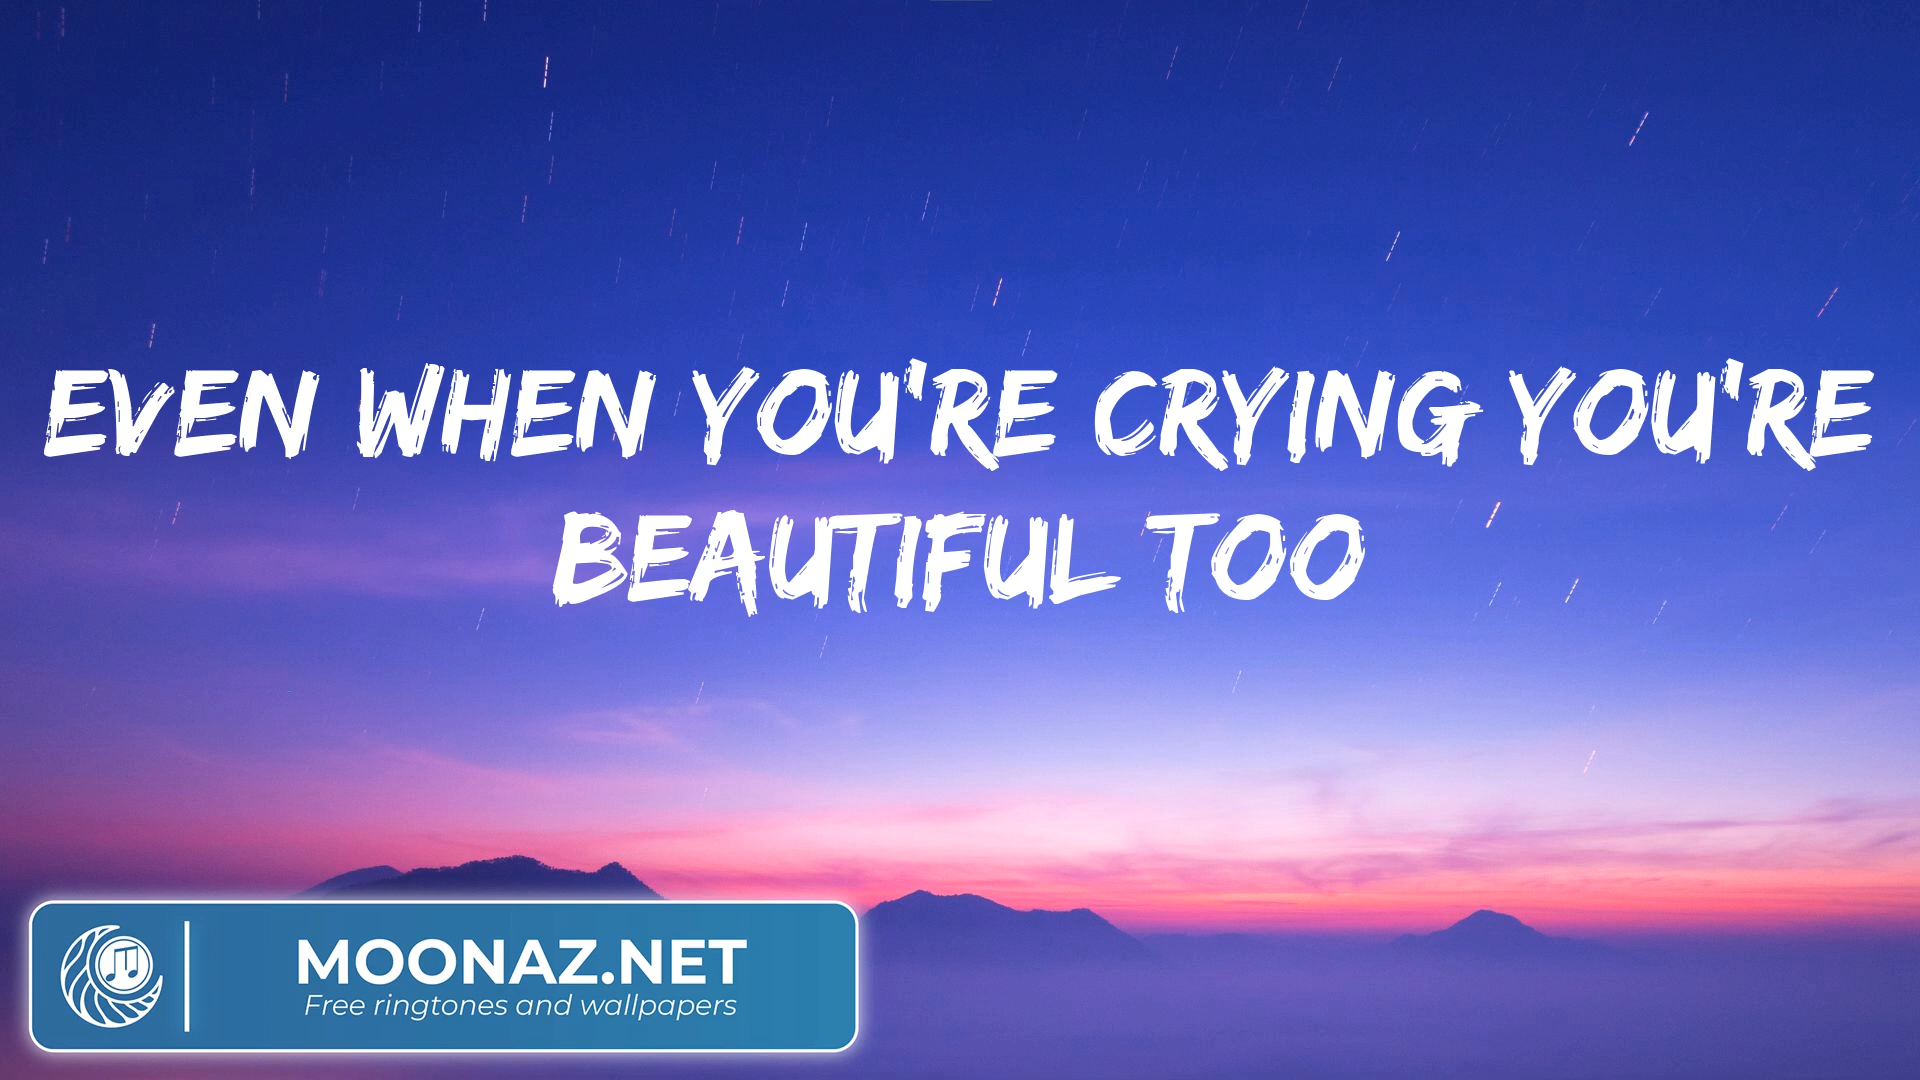 EVEN WHEN YOU'RE CRYING YOU'RE
BEAUTIFUL TOO
MOONAZ.NET
Free ringtones and wallpapers